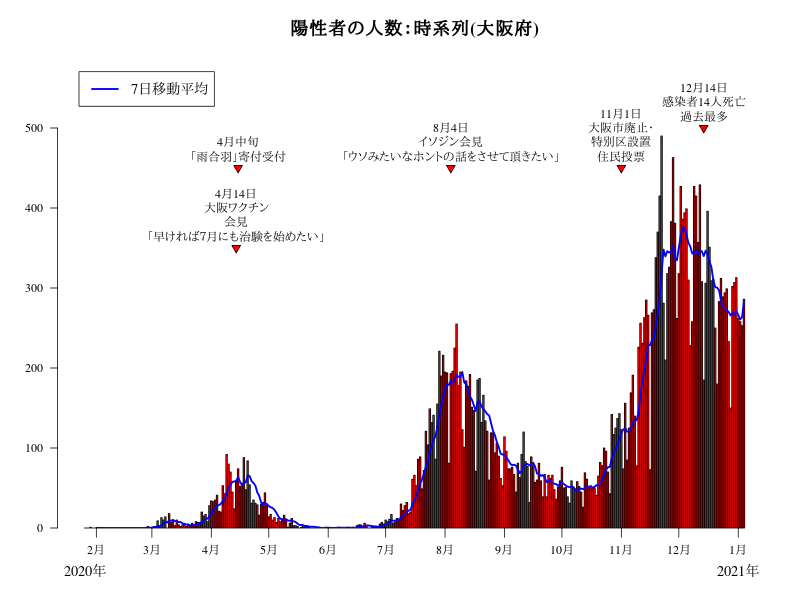 陽性者の人数：時系列(大阪府)
7日移動平均
12月14日
感染者14人死亡
過去最多
11月1日
大阪市廃止・
特別区設置
住民投票
8月4日
イソジン会見
「ウソみたいなホントの話をさせて頂きたい」
4月中旬
「雨合羽」寄付受付
4月14日
大阪ワクチン
会見
「早ければ7月にも治験を始めたい」
500
400
300
200
100
0
2月 3月 4月 5月 6月 7月 8月 9月 10月 11月 12月 1月
2020年 2021年